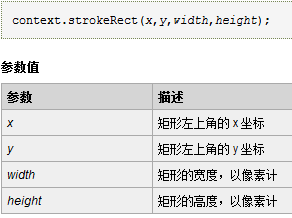 context.strokeRect(x,y,width,height);
参数值
参数 描述
x 矩形左上角的 x 坐标
y 矩形左上角的 y 坐标
width 矩形的宽度，以像素计
height 矩形的高度，以像素计